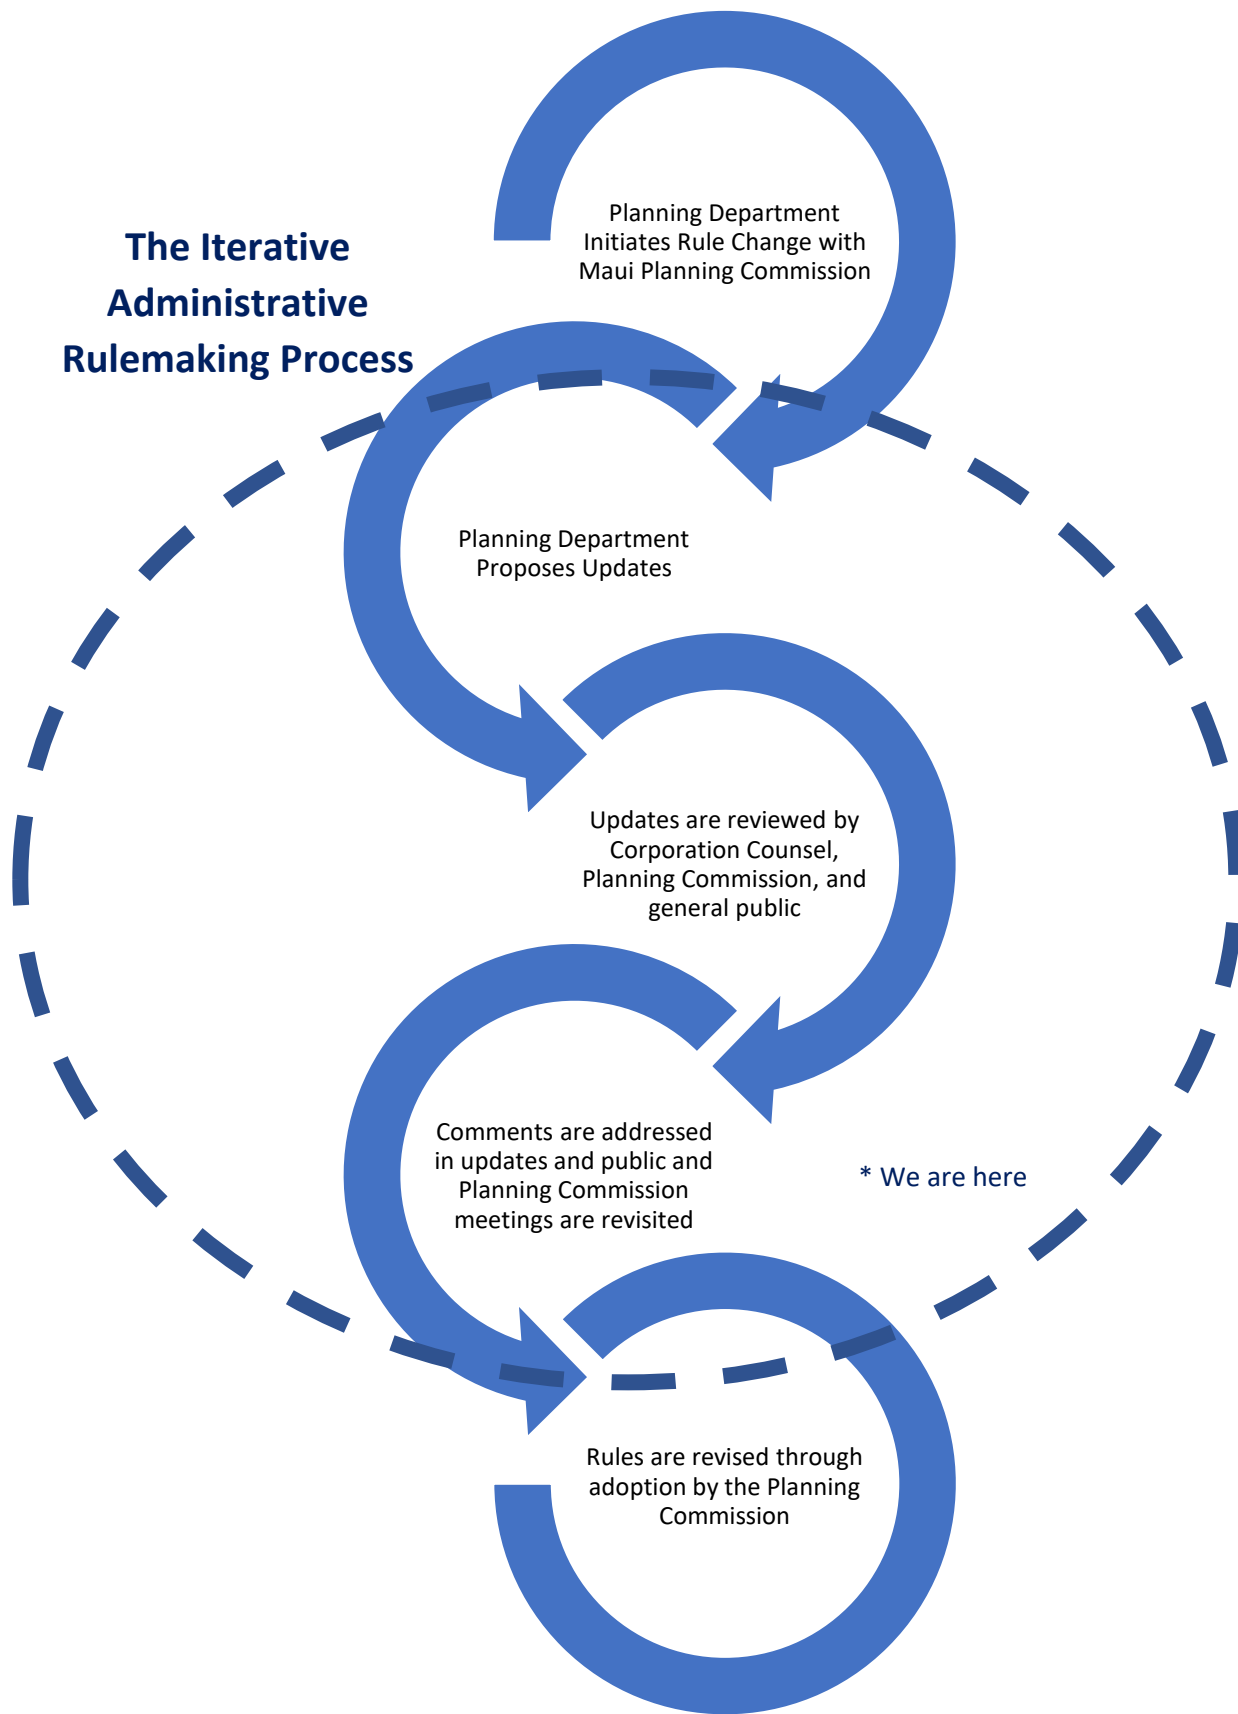 The Iterative
Administrative
Rulemaking Process
Planning Department
Initiates Rule Change with
Maui Planning Commission
Planning Department
Proposes Updates
Updates are reviewed by
Corporation Counsel,
Planning Commission, and
general public
Comments are addressed
in updates and public and
Planning Commission
meetings are revisited
* We are here
Rules are revised through
adoption by the Planning
Commission